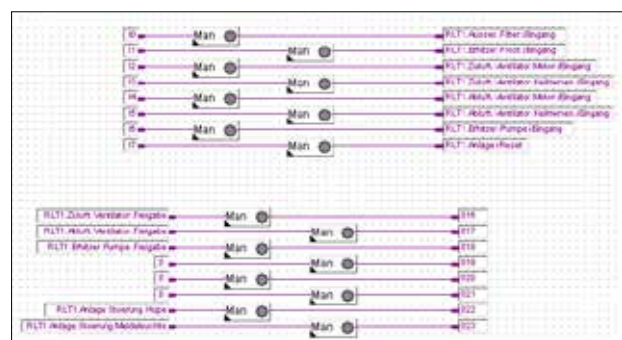 I0 Man RLT1.Aussen Filter.Eingang
I1 Man RLT1.Erhitzer Frost.Eingang
I2 Man RLT1.Zuluft Ventilator Motor.Eingang
I3 Man RLT1.Zuluft Ventilator Keilriemen.Eingang
I4 Man RLT1.Abluft Ventilator Motor.Eingang
I5 Man RLT1.Abluft Ventilator Keilriemen.Eingang
I6 Man RLT1.Erhitzer Pumpe.Eingang
I7 Man RLT1.Anlage.Reset
RLT1.Zuluft Ventilator.Freigabe Man O16
RLT1.Abluft Ventilator.Freigabe Man O17
RLT1.Erhitzer Pumpe.Freigabe Man O18
Man O19
Man O20
Man O21
RLT1.Anlage Stoerung Hupe Man O22
RLT1.Anlage Stoerung Meldeleuchte Man O23